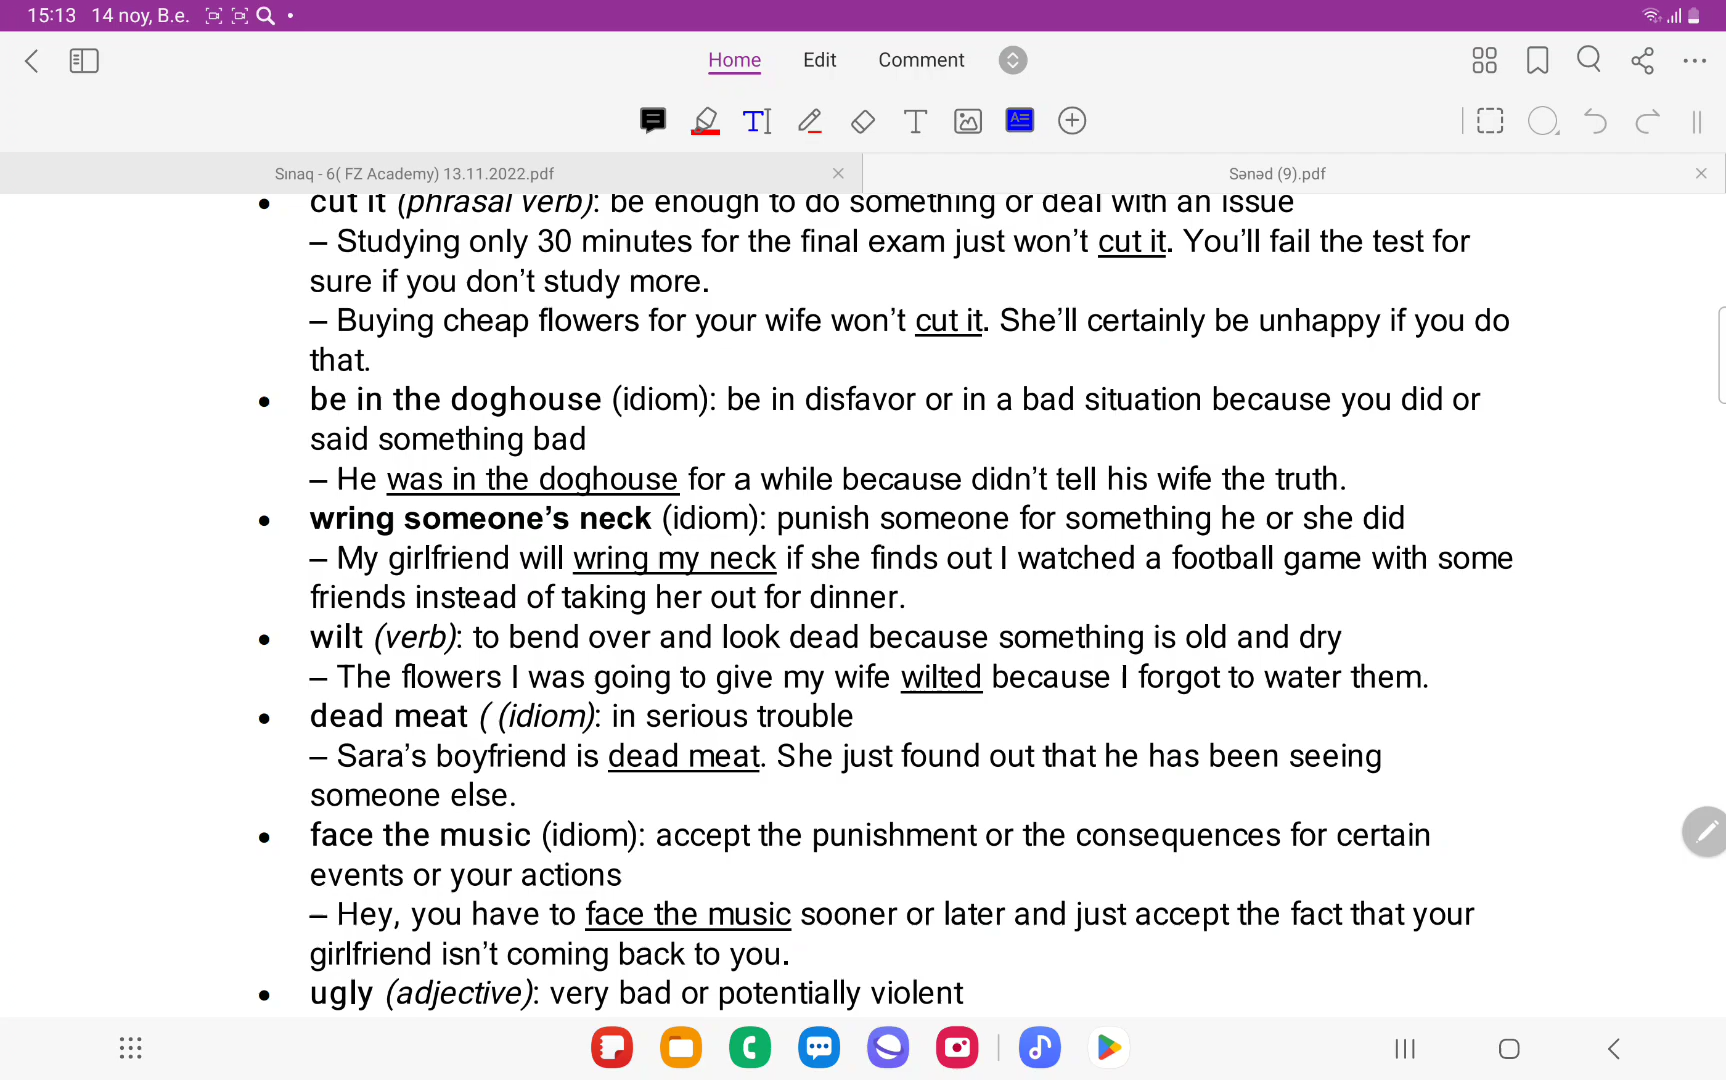 15:13 14 noy, B.e.
Home Edit Comment
Sınaq - 6( FZ Academy) 13.11.2022.pdf
Sənəd (9).pdf
• cut it (phrasal verb): be enough to do something or deal with an issue
– Studying only 30 minutes for the final exam just won’t cut it. You’ll fail the test for
sure if you don’t study more.
– Buying cheap flowers for your wife won’t cut it. She’ll certainly be unhappy if you do
that.
• be in the doghouse (idiom): be in disfavor or in a bad situation because you did or
said something bad
– He was in the doghouse for a while because didn’t tell his wife the truth.
• wring someone’s neck (idiom): punish someone for something he or she did
– My girlfriend will wring my neck if she finds out I watched a football game with some
friends instead of taking her out for dinner.
• wilt (verb): to bend over and look dead because something is old and dry
– The flowers I was going to give my wife wilted because I forgot to water them.
• dead meat ( (idiom): in serious trouble
– Sara’s boyfriend is dead meat. She just found out that he has been seeing
someone else.
• face the music (idiom): accept the punishment or the consequences for certain
events or your actions
– Hey, you have to face the music sooner or later and just accept the fact that your
girlfriend isn’t coming back to you.
• ugly (adjective): very bad or potentially violent